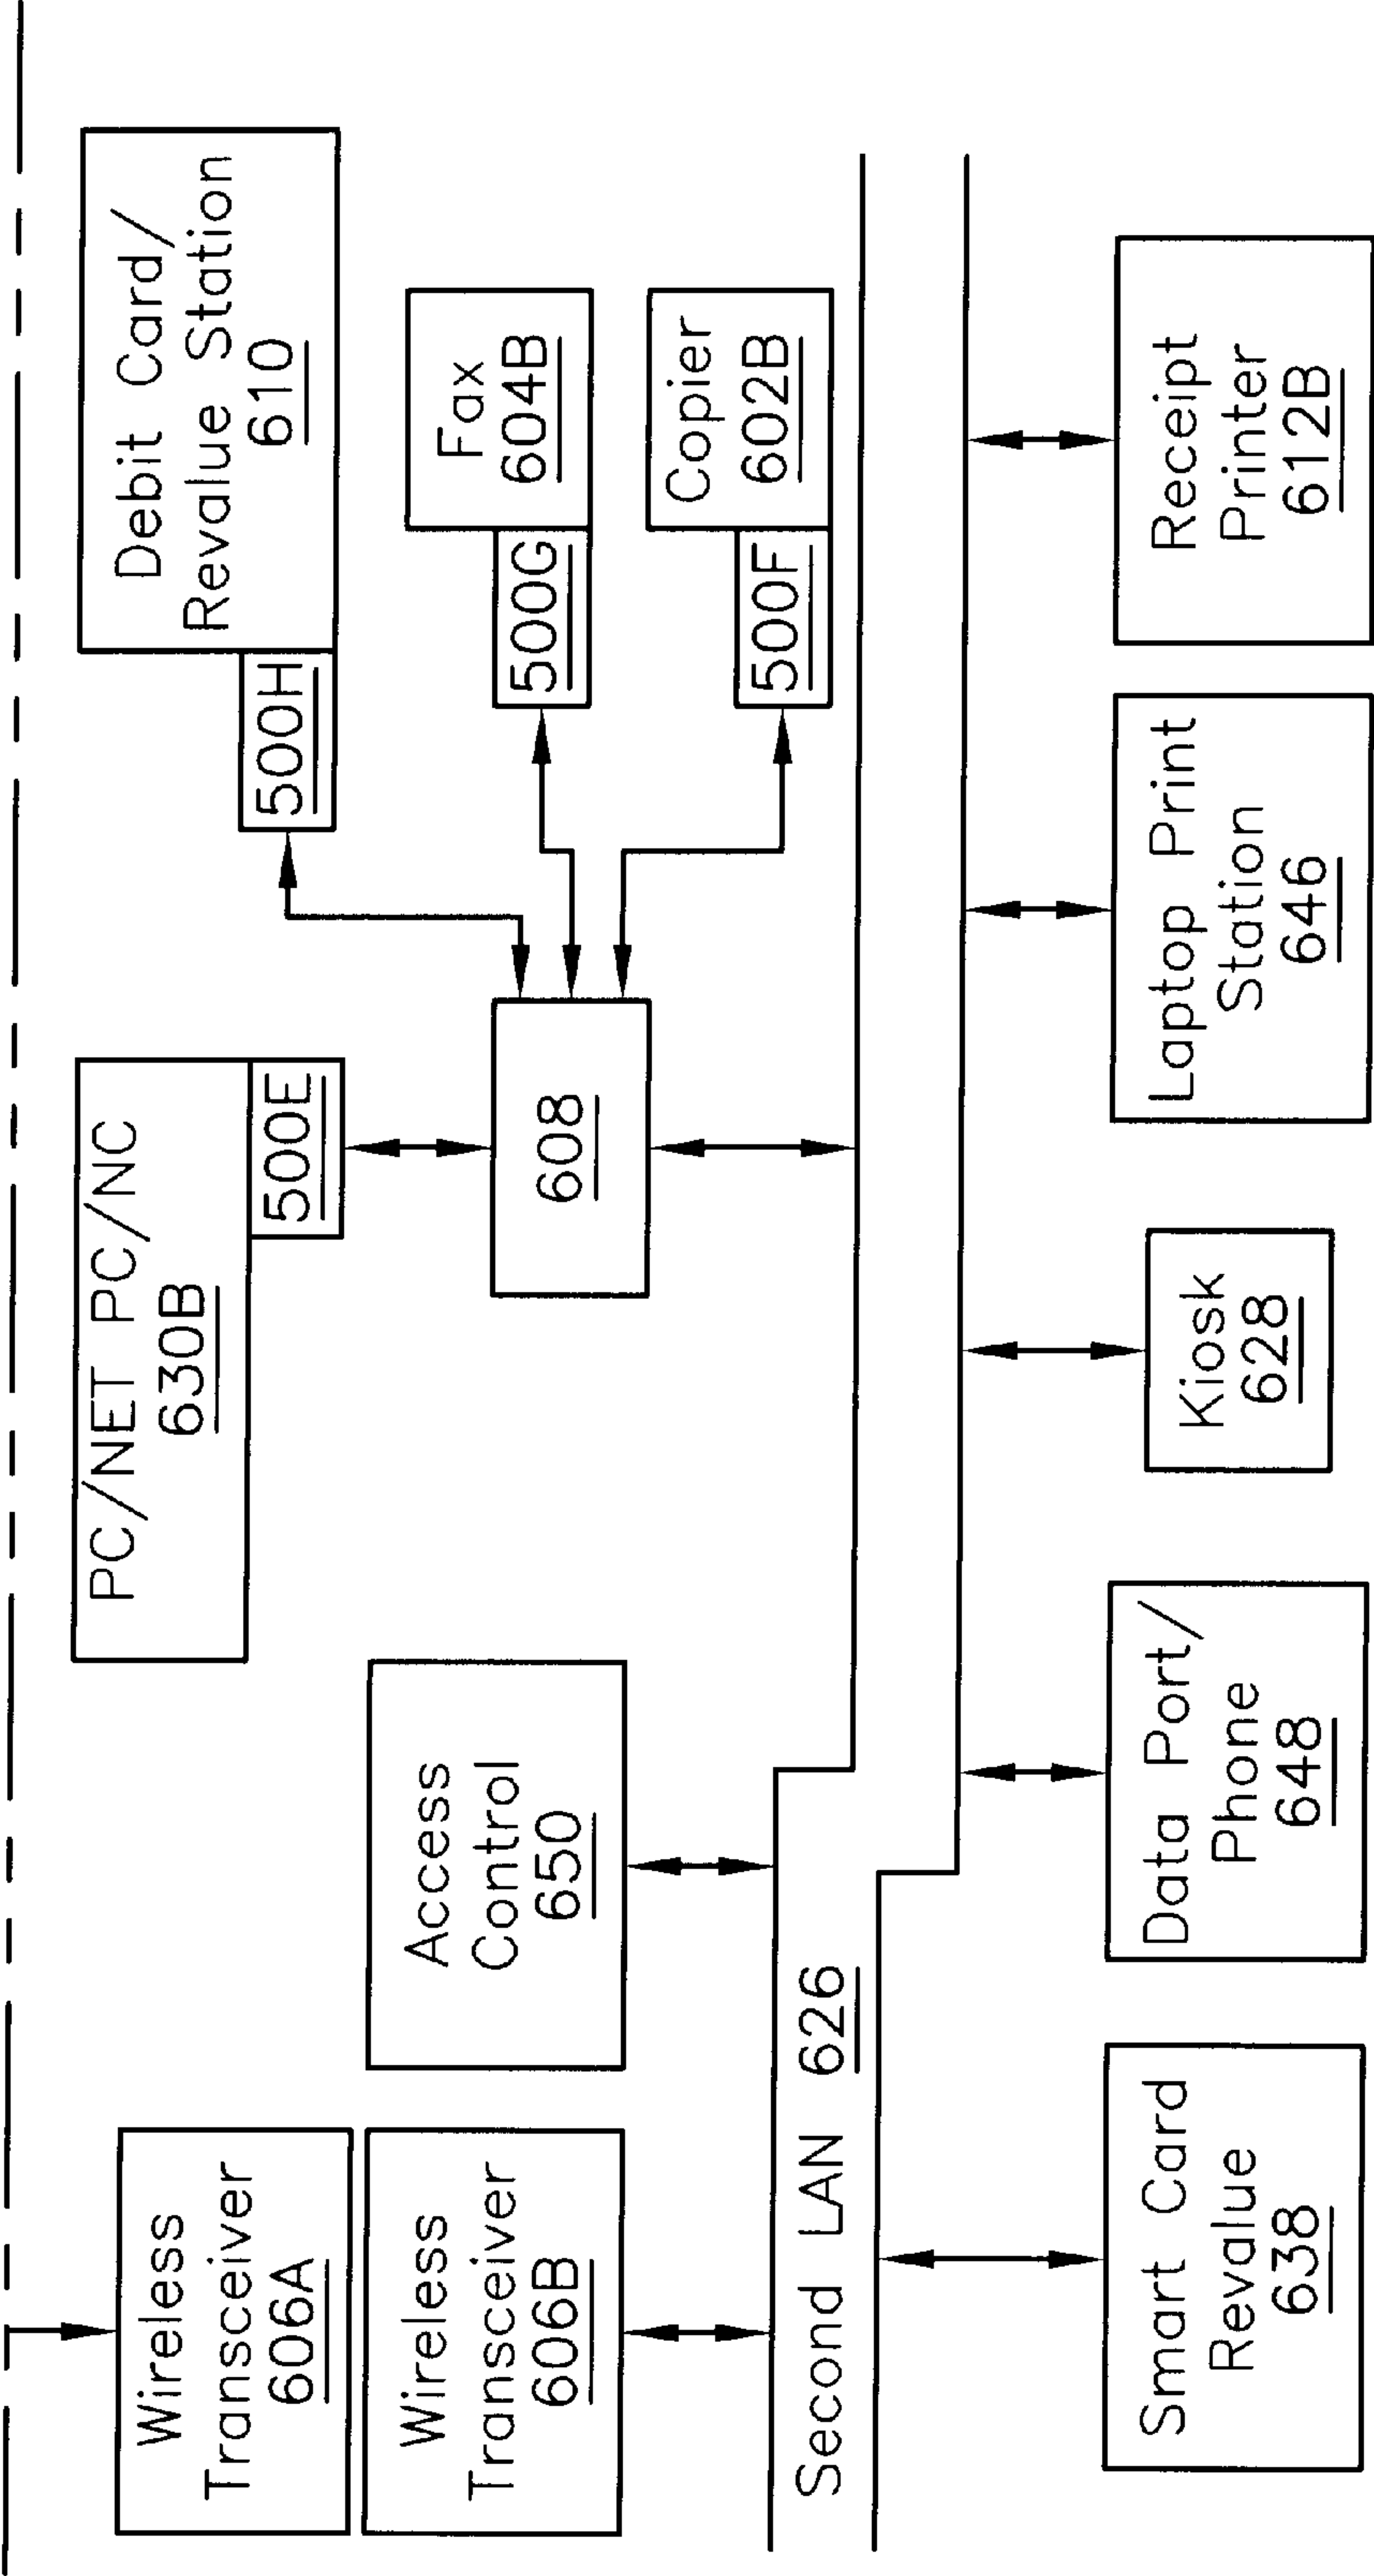 Debit Card/
Revalue Station
610
500H
PC/NET PC/NC
630B
500E
Fax
604B
500G
Copier
602B
500F
608
Access
Control
650
Wireless
Transceiver
606A
Wireless
Transceiver
606B
Second LAN 626
Smart Card
Revalue
638
Data Port/
Phone
648
Kiosk
628
Laptop Print
Station
646
Receipt
Printer
612B